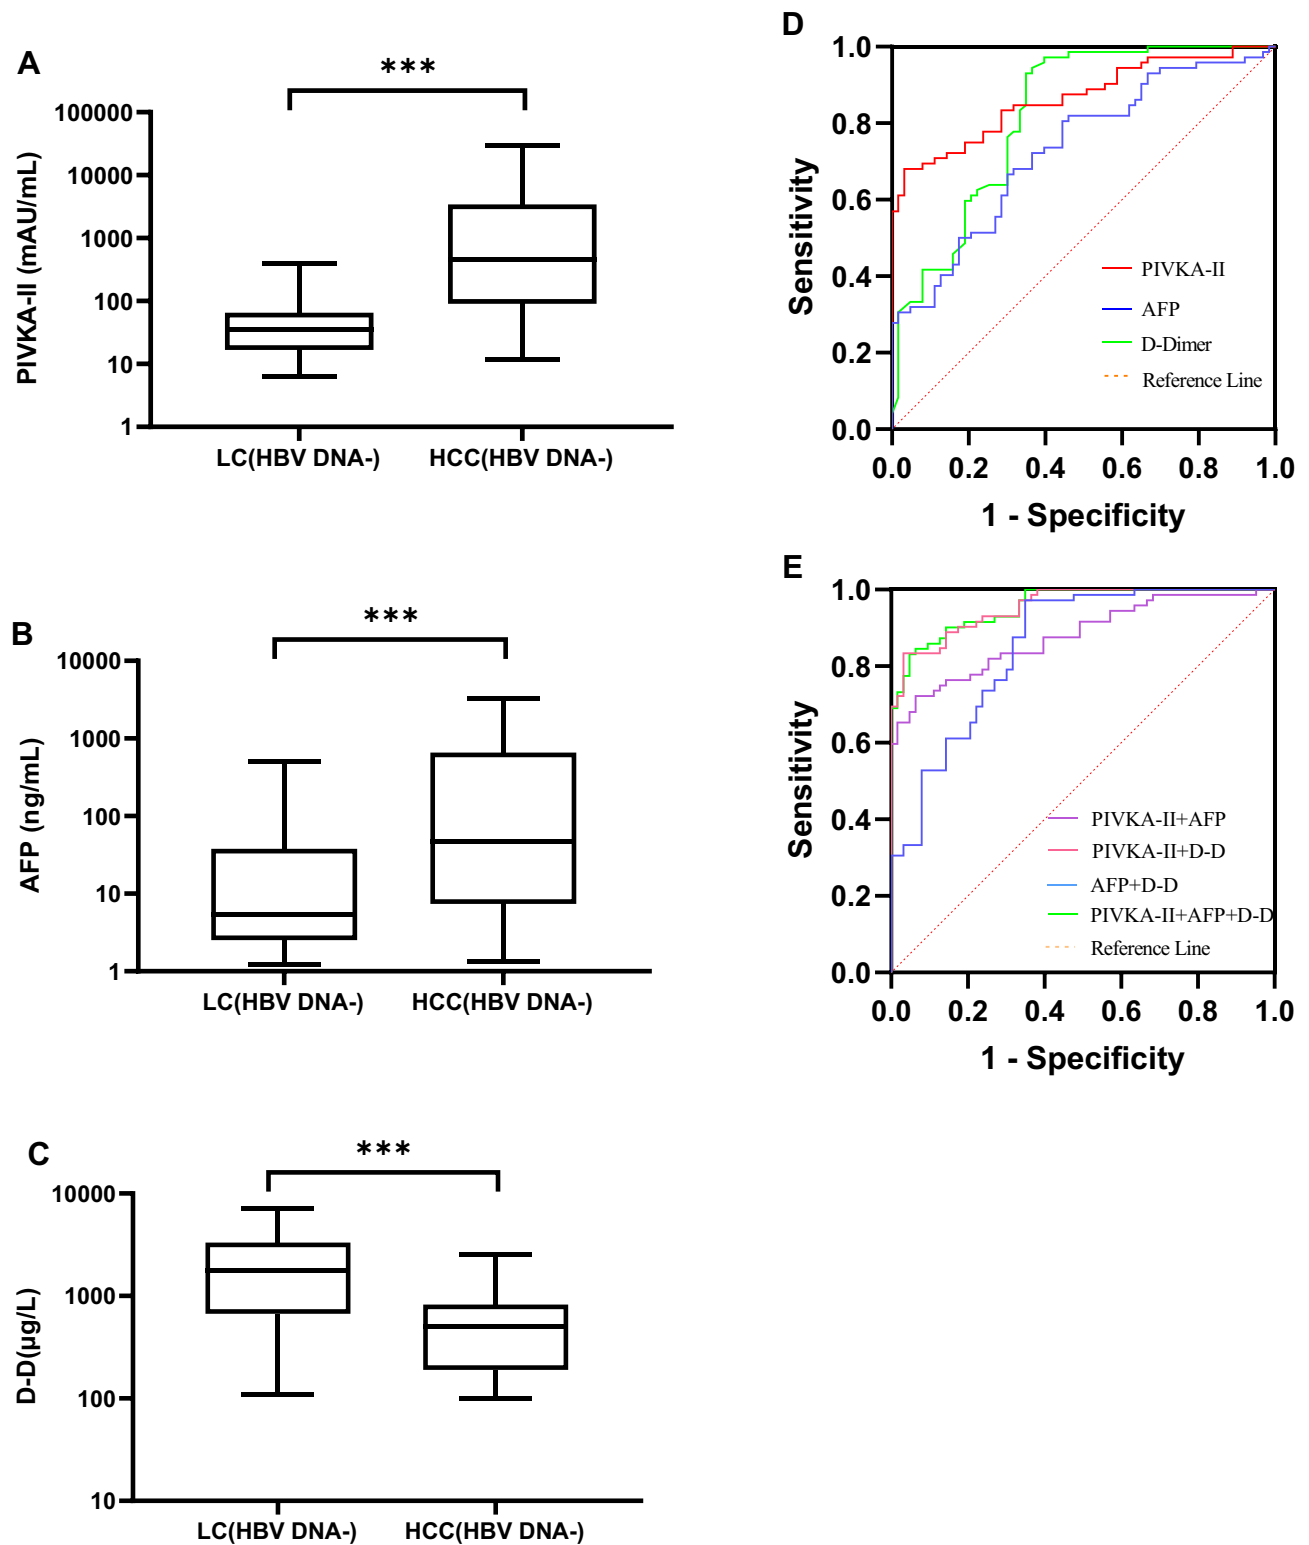 A
***
PIVKA-II (mAU/mL)
100000
10000
1000
100
10
1
LC(HBV DNA-)
HCC(HBV DNA-)
B
***
AFP (ng/mL)
10000
1000
100
10
1
LC(HBV DNA-)
HCC(HBV DNA-)
C
***
D-D(μg/L)
10000
1000
100
10
LC(HBV DNA-)
HCC(HBV DNA-)
D
Sensitivity
1.0
0.8
0.6
0.4
0.2
0.0
PIVKA-II
AFP
D-Dimer
Reference Line
0.0 0.2 0.4 0.6 0.8 1.0
1 - Specificity
E
Sensitivity
1.0
0.8
0.6
0.4
0.2
0.0
PIVKA-II+AFP
PIVKA-II+D-D
AFP+D-D
PIVKA-II+AFP+D-D
Reference Line
0.0 0.2 0.4 0.6 0.8 1.0
1 - Specificity